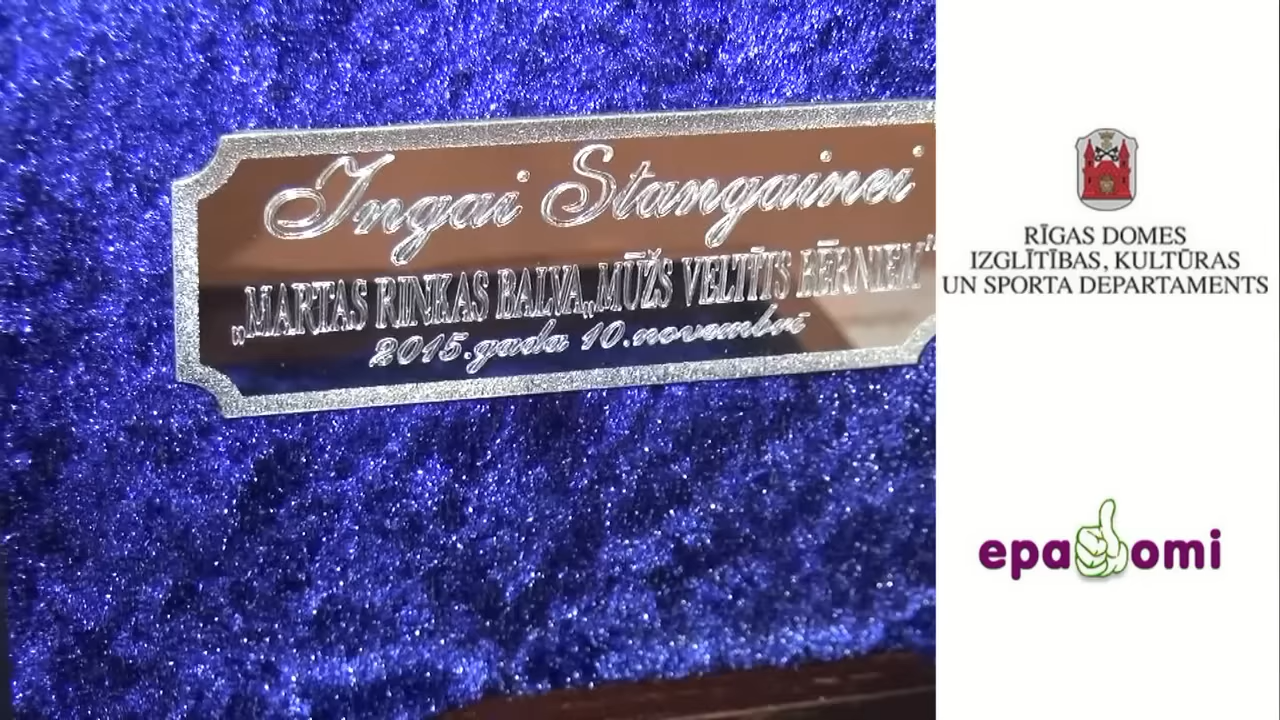 Ingai Stangainei
„MARTAS RINKAS BALVA„MŪŽS VELTĪTS BĒRNIEM"
2015.gada 10.novembrī
RĪGAS DOMES
IZGLĪTĪBAS, KULTŪRAS
UN SPORTA DEPARTAMENTS
epadomi